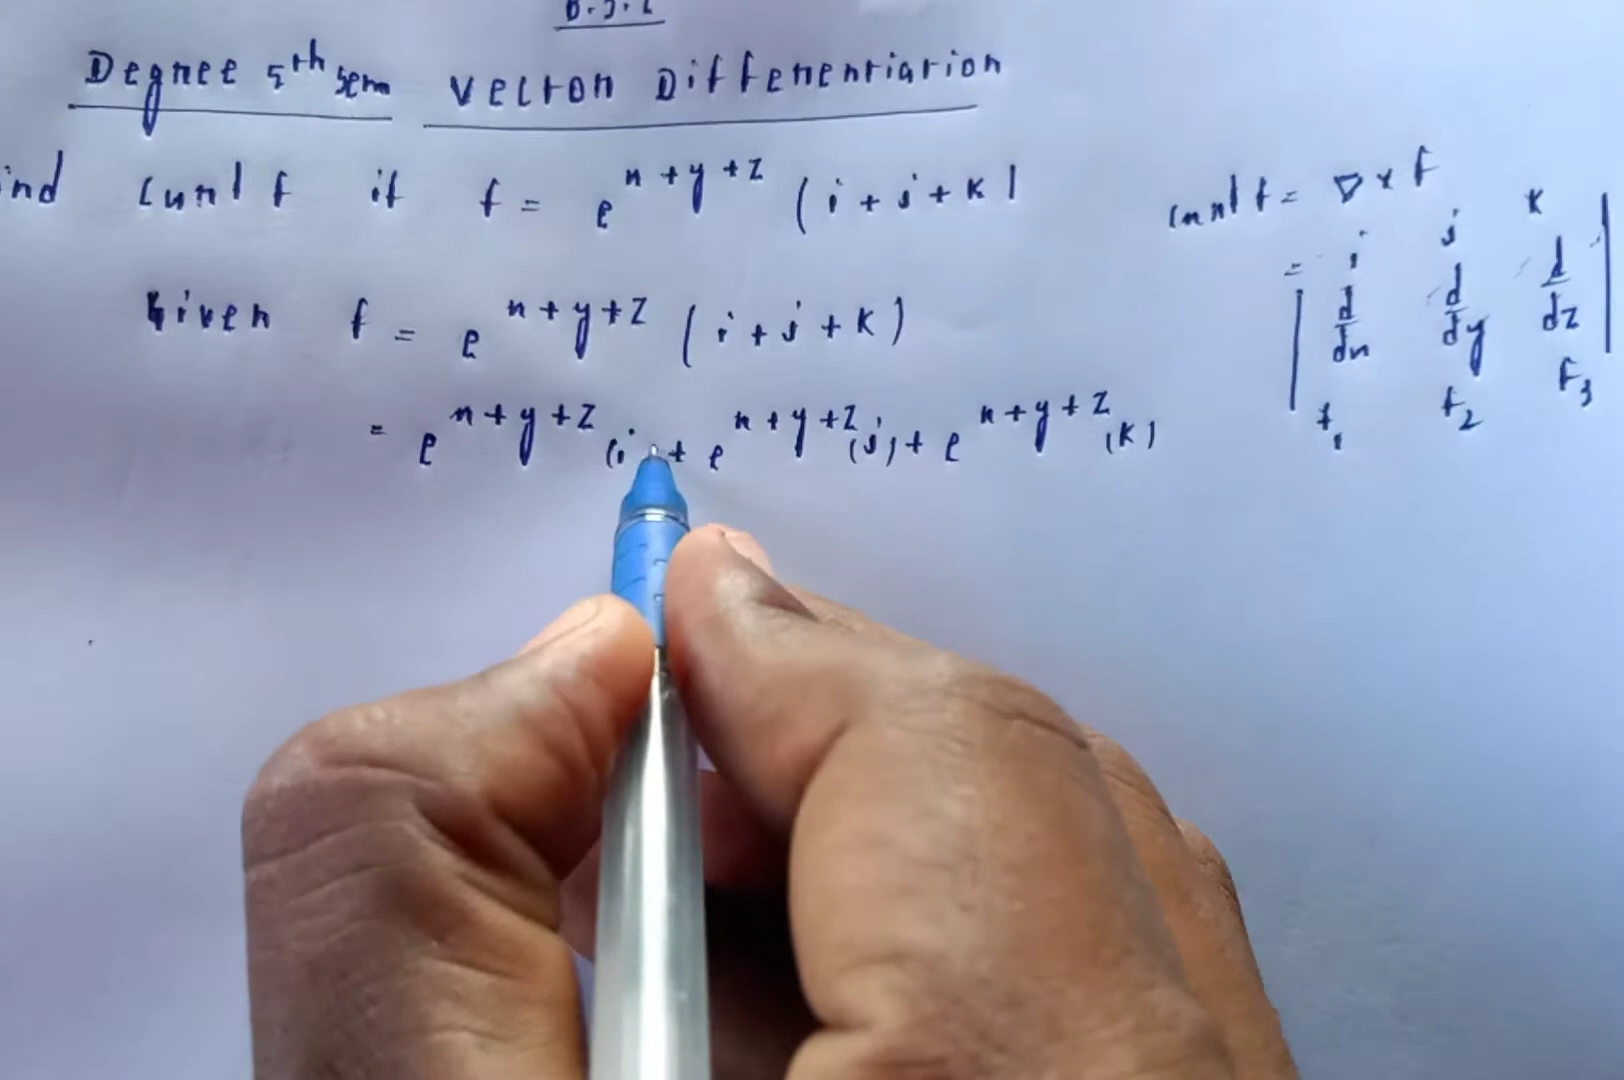 Degree 5th sem Vector Differentiation
ind Curl f if f = e^x+y+z (i + j + k)
Given f = e^x+y+z (i + j + k)
= e^x+y+z (i + e^x+y+z (j) + e^x+y+z (k)
curl f = ∇ × f
= | i j k |
d/dx d/dy d/dz
f1 f2 f3